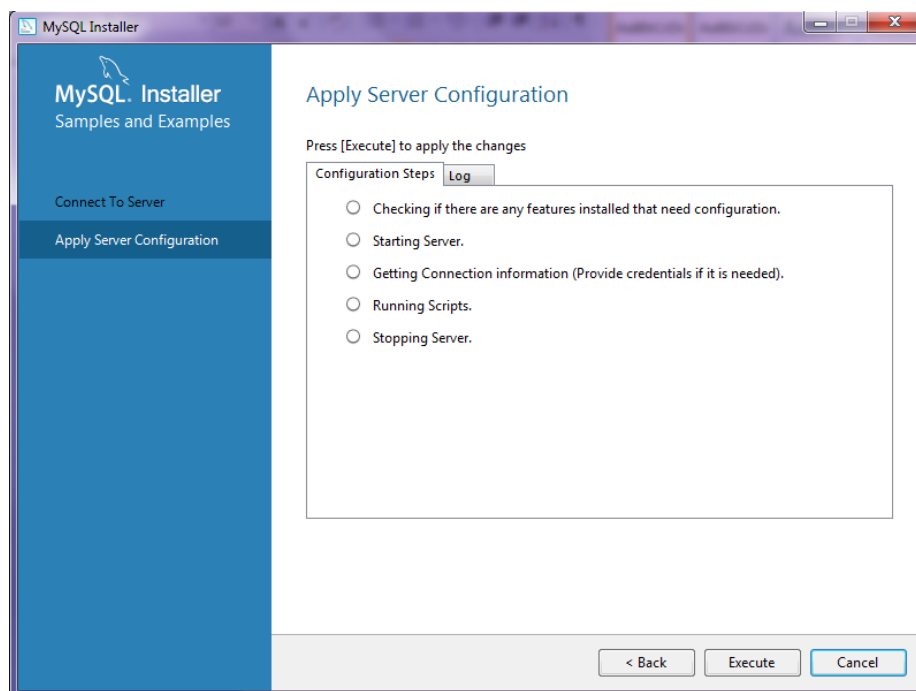 MySQL Installer
MySQL. Installer
Samples and Examples
Connect To Server
Apply Server Configuration
Apply Server Configuration
Press [Execute] to apply the changes
Configuration Steps Log
Checking if there are any features installed that need configuration.
Starting Server.
Getting Connection information (Provide credentials if it is needed).
Running Scripts.
Stopping Server.
< Back Execute Cancel